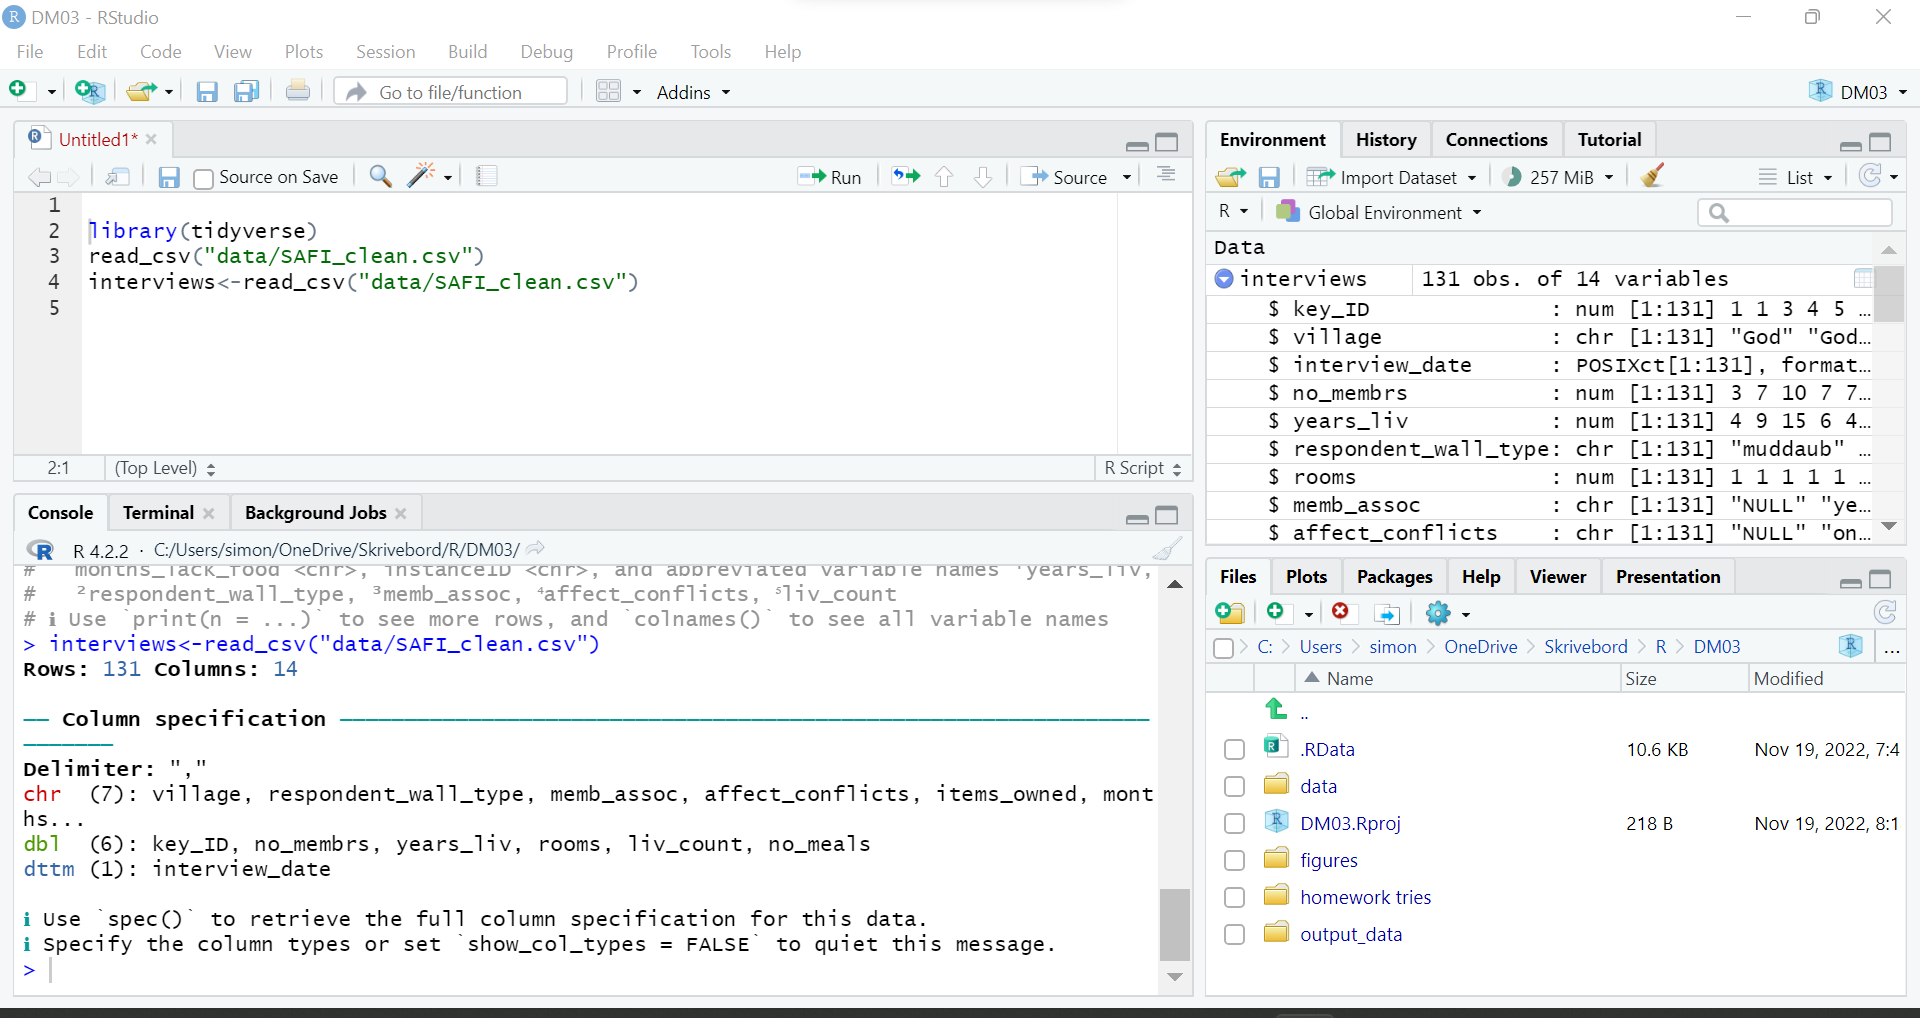 DM03 - RStudio
File Edit Code View Plots Session Build Debug Profile Tools Help
Go to file/function Addins DM03
Untitled1*
Source on Save Run Source
1
2 library(tidyverse)
3 read_csv("data/SAFI_clean.csv")
4 interviews<-read_csv("data/SAFI_clean.csv")
5
2:1 (Top Level) R Script
Console Terminal Background Jobs
R 4.2.2 · C:/Users/simon/OneDrive/Skrivebord/R/DM03/
# months_lack_food <chr>, instanceID <chr>, and abbreviated variable names ¹years_liv,
# ²respondent_wall_type, ³memb_assoc, ⁴affect_conflicts, ⁵liv_count
# i Use `print(n = ...)` to see more rows, and `colnames()` to see all variable names
> interviews<-read_csv("data/SAFI_clean.csv")
Rows: 131 Columns: 14
── Column specification ──────────────
Delimiter: ","
chr (7): village, respondent_wall_type, memb_assoc, affect_conflicts, items_owned, mont
hs...
dbl (6): key_ID, no_membrs, years_liv, rooms, liv_count, no_meals
dttm (1): interview_date
i Use `spec()` to retrieve the full column specification for this data.
i Specify the column types or set `show_col_types = FALSE` to quiet this message.
>
Environment History Connections Tutorial
Import Dataset 257 MiB List
R Global Environment
Data
interviews 131 obs. of 14 variables
$ key_ID : num [1:131] 1 1 3 4 5 …
$ village : chr [1:131] "God" "God…
$ interview_date : POSIXct[1:131], format…
$ no_membrs : num [1:131] 3 7 10 7 7…
$ years_liv : num [1:131] 4 9 15 6 4…
$ respondent_wall_type: chr [1:131] "muddaub" …
$ rooms : num [1:131] 1 1 1 1 1 …
$ memb_assoc : chr [1:131] "NULL" "ye…
$ affect_conflicts : chr [1:131] "NULL" "on…
Files Plots Packages Help Viewer Presentation
C: Users simon OneDrive Skrivebord R DM03 ...
Name Size Modified
..
.RData 10.6 KB Nov 19, 2022, 7:4
data
DM03.Rproj 218 B Nov 19, 2022, 8:1
figures
homework tries
output_data